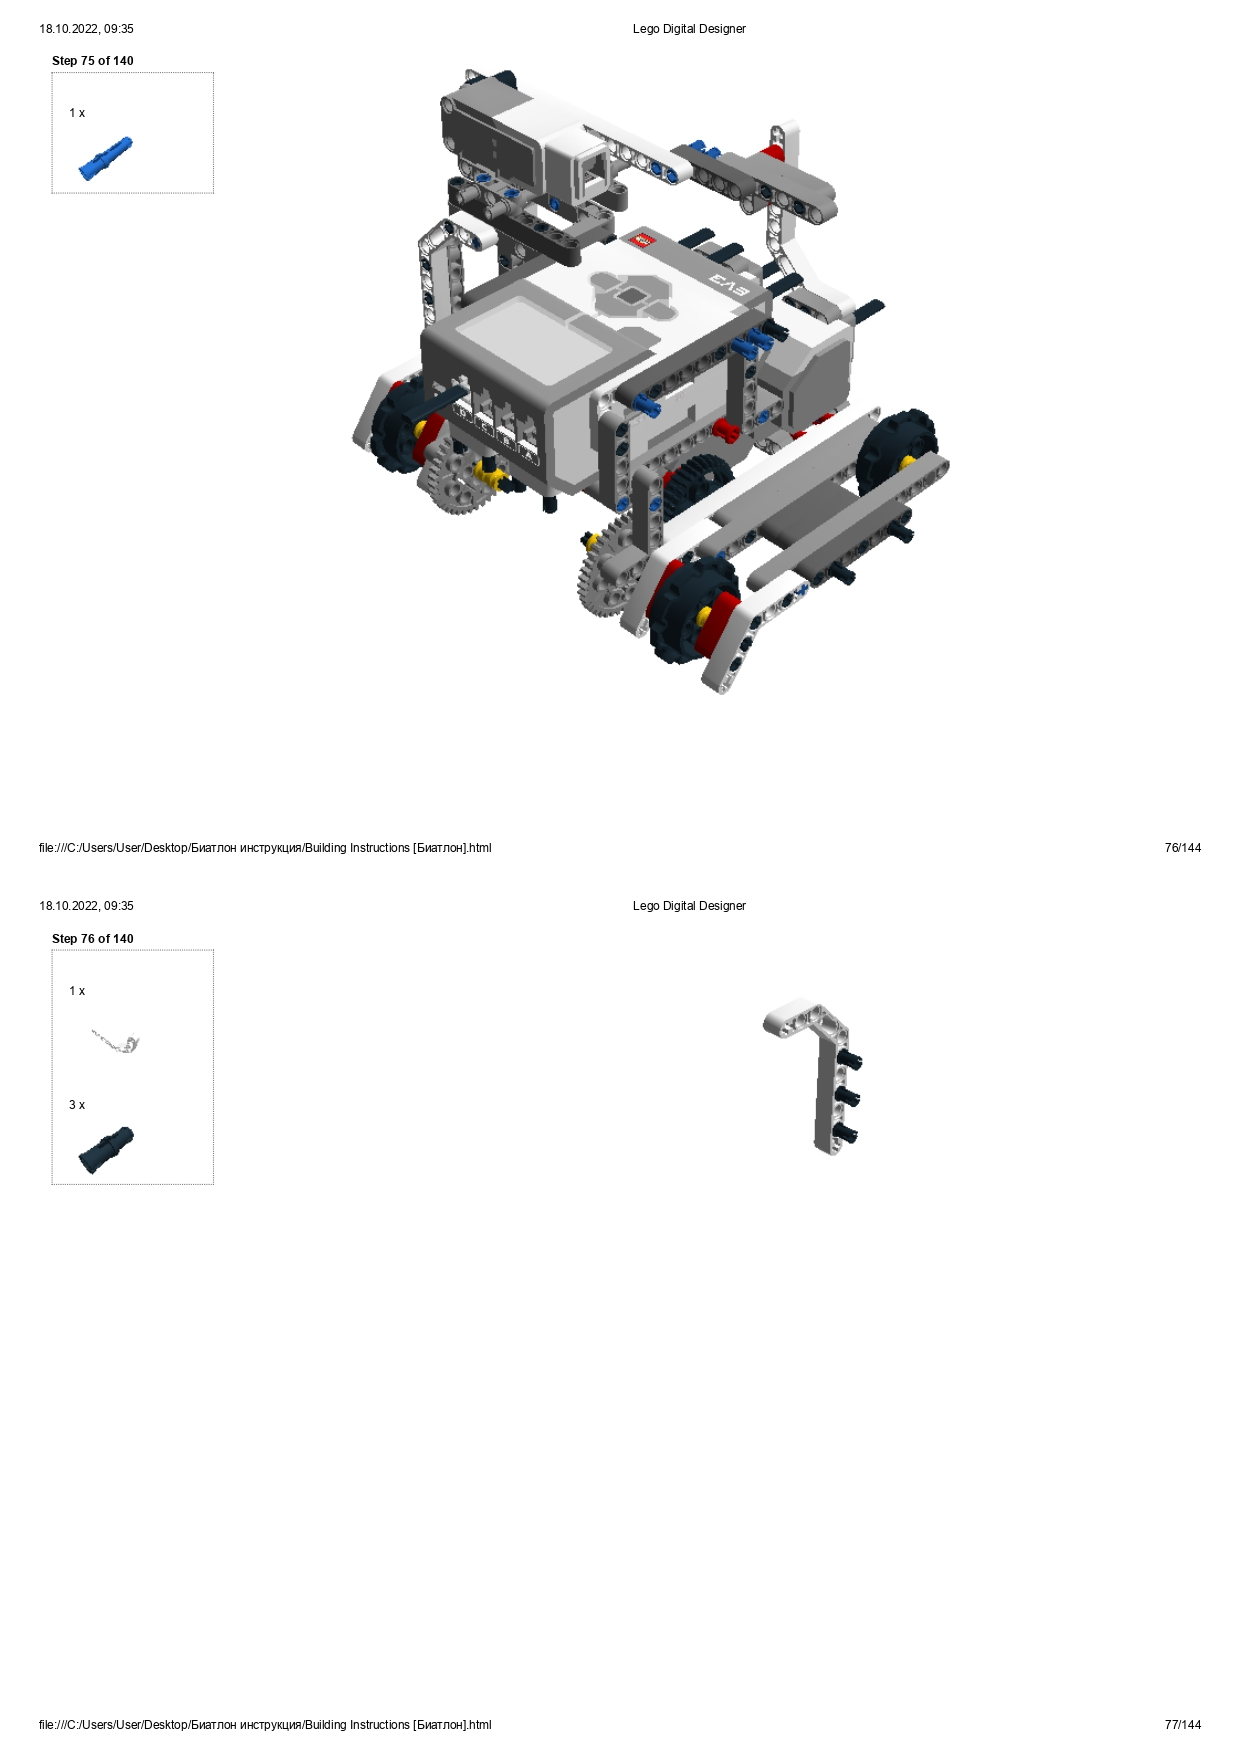 18.10.2022, 09:35 Lego Digital Designer
Step 75 of 140
1 x
EV3
D C B A
file:///C:/Users/User/Desktop/Биатлон инструкция/Building Instructions [Биатлон].html 76/144
18.10.2022, 09:35 Lego Digital Designer
Step 76 of 140
1 x
3 x
file:///C:/Users/User/Desktop/Биатлон инструкция/Building Instructions [Биатлон].html 77/144